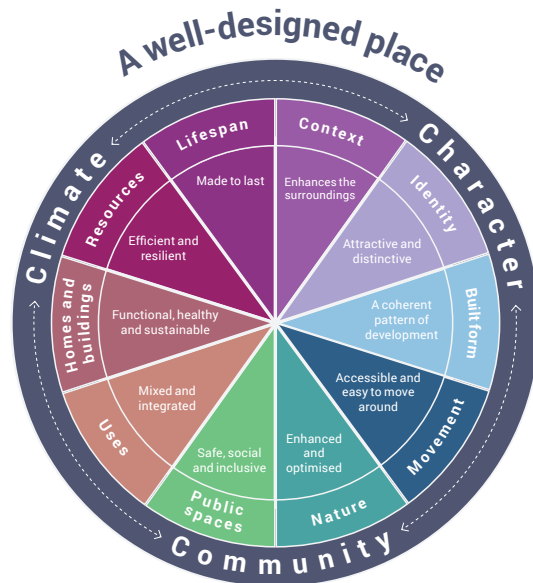 A well-designed place
Climate
Character
Community
Context
Enhances the
surroundings
Identity
Attractive and
distinctive
Built form
A coherent
pattern of
development
Movement
Accessible and
easy to move
around
Nature
Enhanced
and
optimised
Public
spaces
Safe, social
and inclusive
Uses
Mixed and
integrated
Homes and
buildings
Functional, healthy
and sustainable
Resources
Efficient and
resilient
Lifespan
Made to last